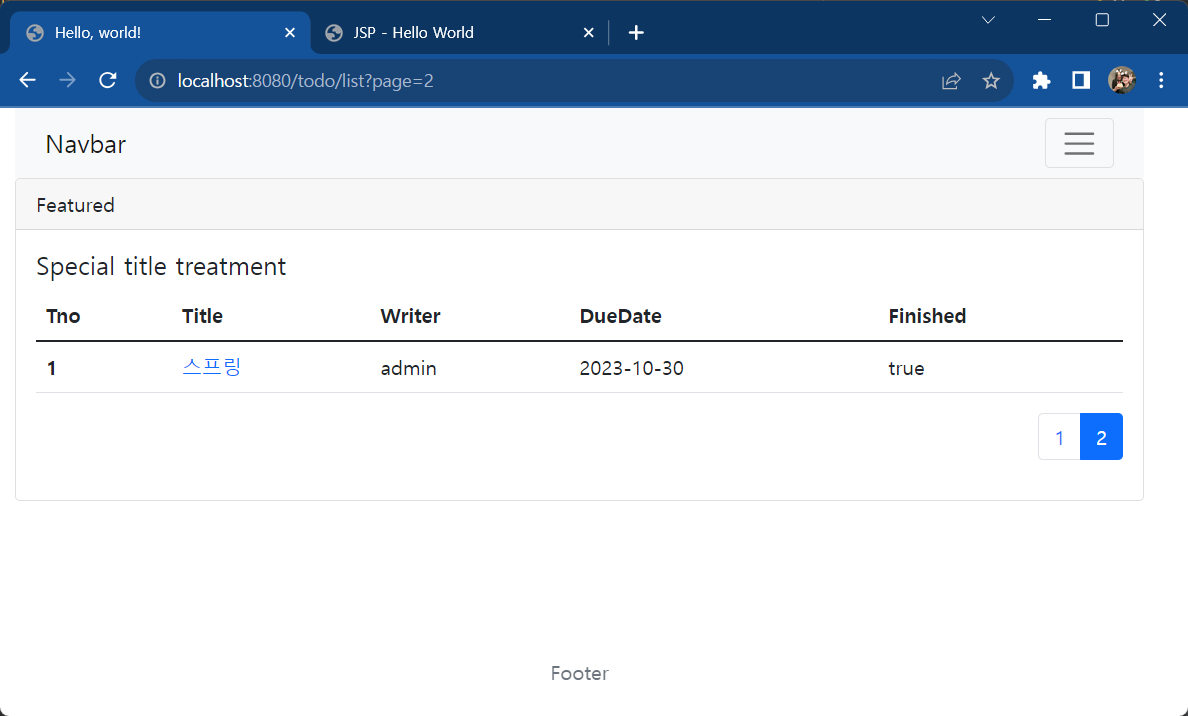 Hello, world! JSP - Hello World
localhost:8080/todo/list?page=2
Navbar
Featured
Special title treatment
Tno Title Writer DueDate Finished
1 스프링 admin 2023-10-30 true
1 2
Footer